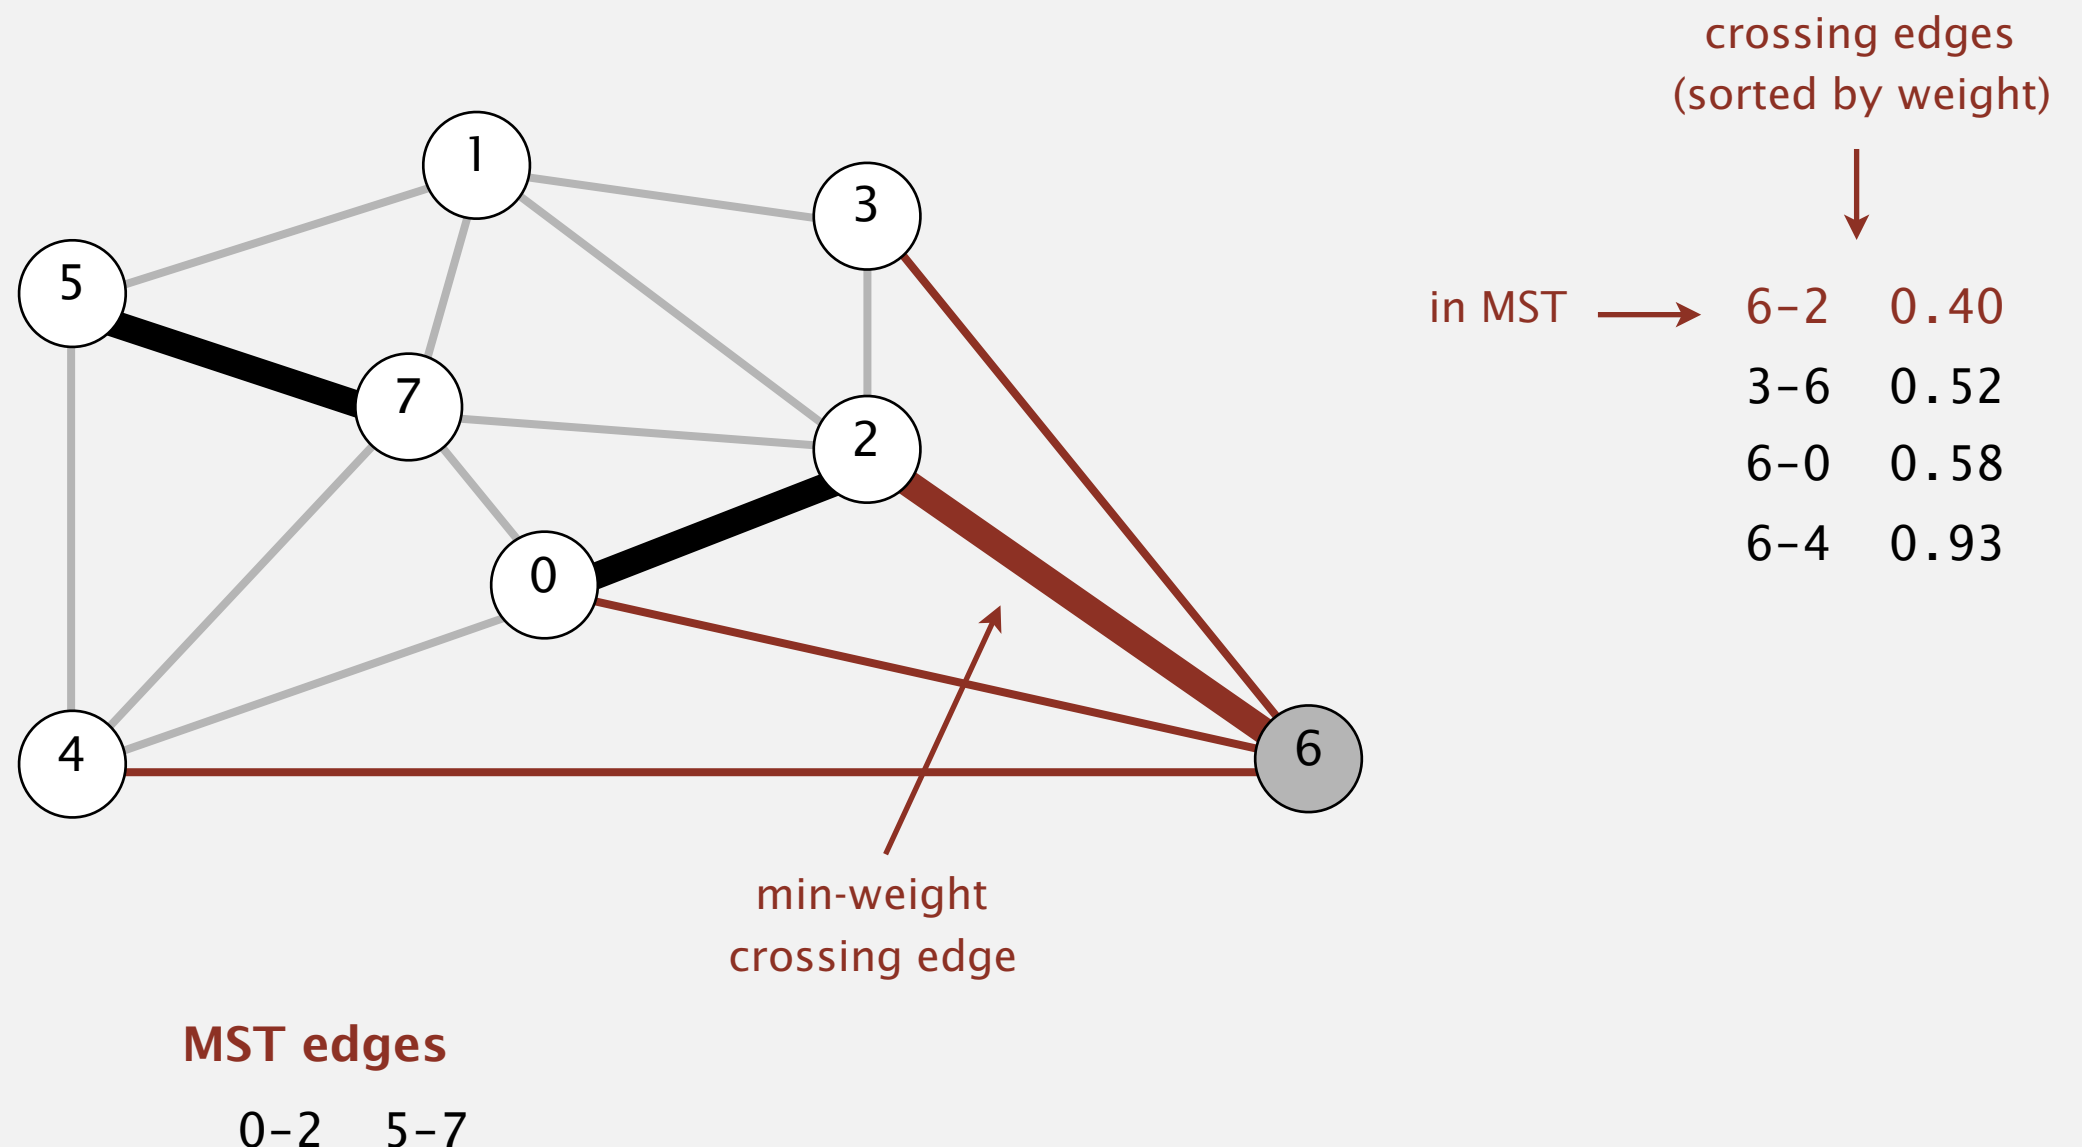 crossing edges
(sorted by weight)
1
3
5
in MST
6-2 0.40
7
3-6 0.52
2
6-0 0.58
0
6-4 0.93
4
6
min-weight
crossing edge
MST edges
0-2 5-7